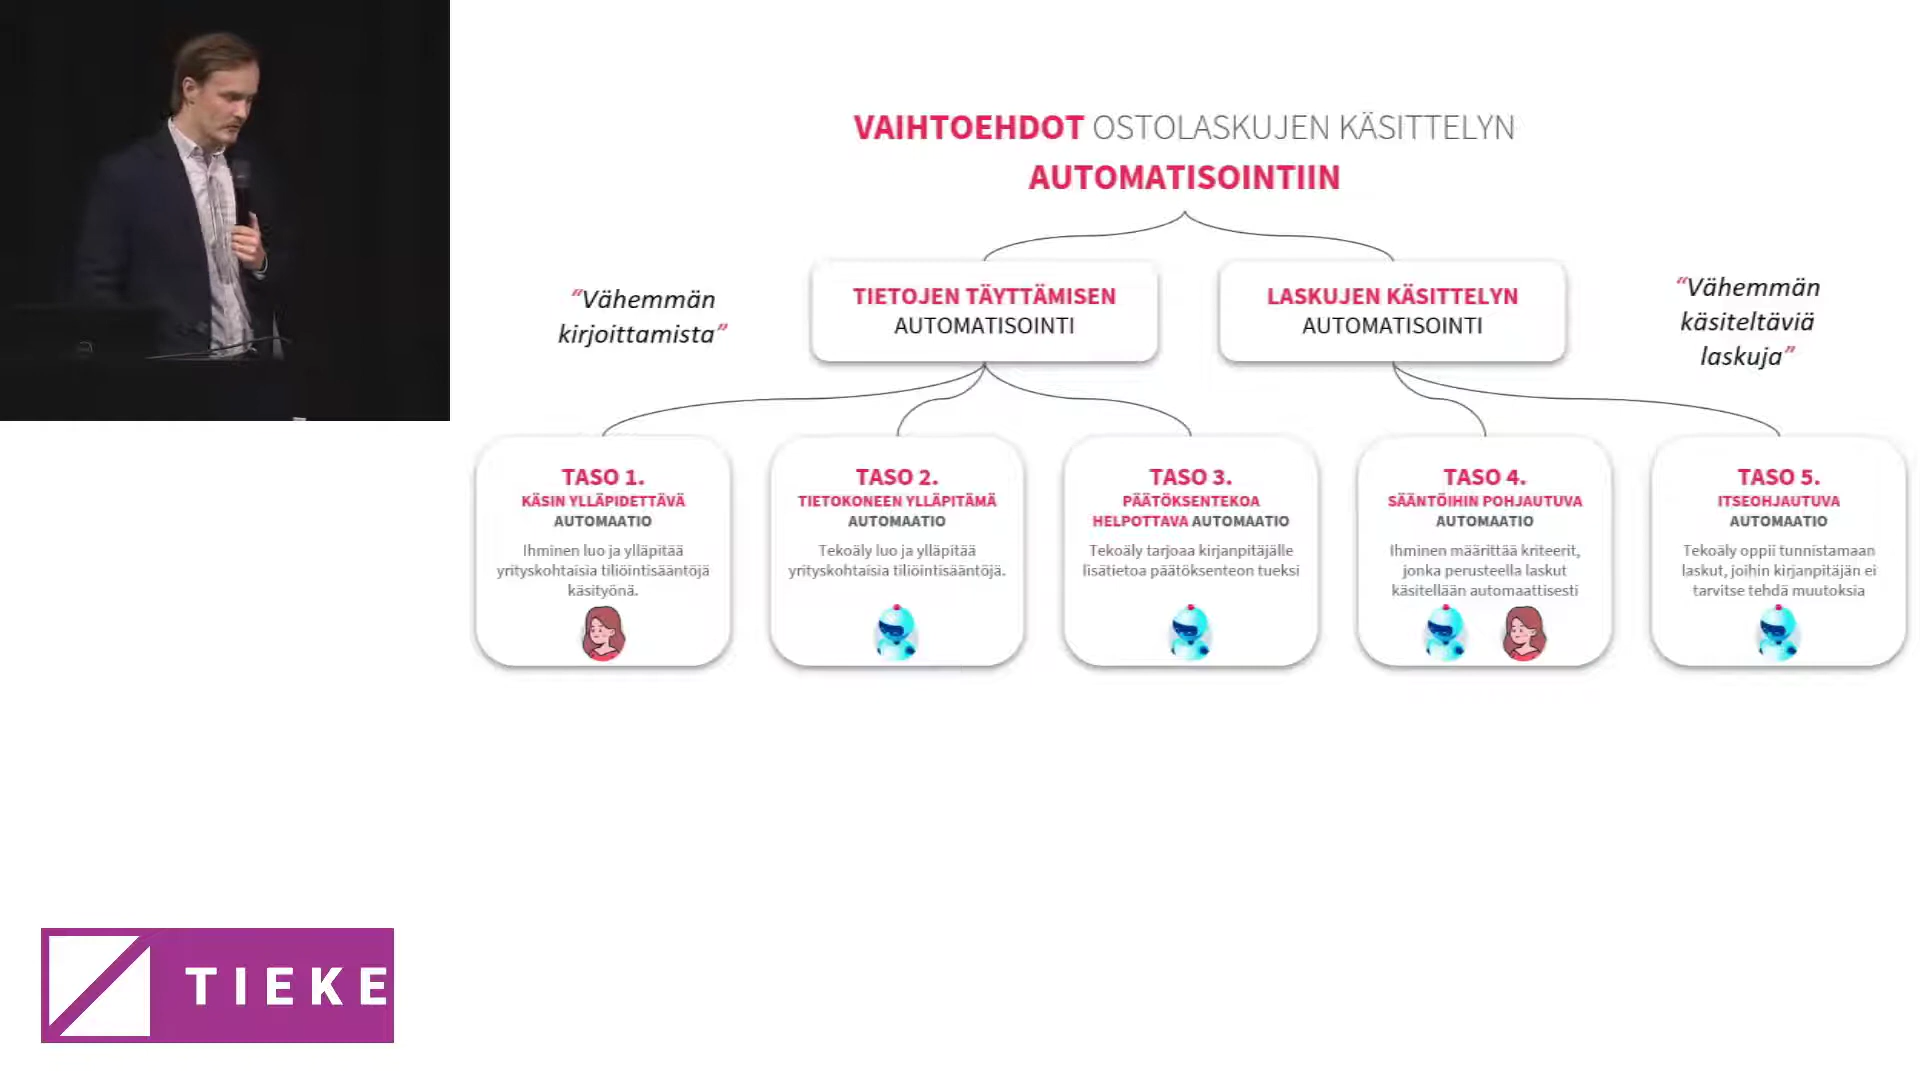 VAIHTOEHDOT OSTOLASKUJEN KÄSITTELYN
AUTOMATISOINTIIN
“Vähemmän
kirjoittamista”
TIETOJEN TÄYTTÄMISEN
AUTOMATISOINTI
LASKUJEN KÄSITTELYN
AUTOMATISOINTI
“Vähemmän
käsiteltäviä
laskuja”
TASO 1.
KÄSIN YLLÄPIDETTÄVÄ
AUTOMAATIO
Ihminen luo ja ylläpitää
yrityskohtaisia tiliöintisääntöjä
käsityönä.
TASO 2.
TIETOKONEEN YLLÄPITÄMÄ
AUTOMAATIO
Tekoäly luo ja ylläpitää
yrityskohtaisia tiliöintisääntöjä.
TASO 3.
PÄÄTÖKSENTEKOA
HELPOTTAVA AUTOMAATIO
Tekoäly tarjoaa kirjanpitäjälle
lisätietoa päätöksenteon tueksi
TASO 4.
SÄÄNTÖIHIN POHJAUTUVA
AUTOMAATIO
Ihminen määrittää kriteerit,
jonka perusteella laskut
käsitellään automaattisesti
TASO 5.
ITSEOHJAUTUVA
AUTOMAATIO
Tekoäly oppii tunnistamaan
laskut, joihin kirjanpitäjän ei
tarvitse tehdä muutoksia
TIEKE